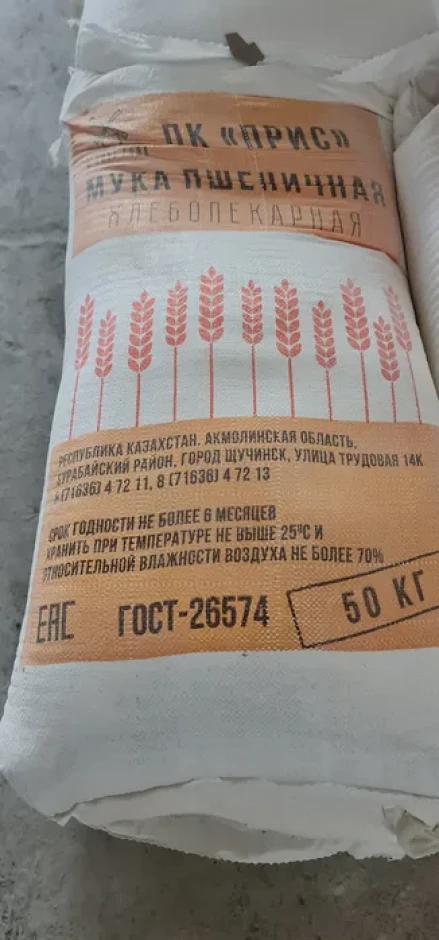 ПК «ПРИС»
МУКА ПШЕНИЧНАЯ
ХЛЕБОПЕКАРНАЯ
РЕСПУБЛИКА КАЗАХСТАН. АКМОЛИНСКАЯ ОБЛАСТЬ,
БУРАБАЙСКИЙ РАЙОН, ГОРОД ЩУЧИНСК, УЛИЦА ТРУДОВАЯ 14К
8 (71636) 4 72 11, 8 (71636) 4 72 13
СРОК ГОДНОСТИ НЕ БОЛЕЕ 6 МЕСЯЦЕВ
ХРАНИТЬ ПРИ ТЕМПЕРАТУРЕ НЕ ВЫШЕ 25°С И
ОТНОСИТЕЛЬНОЙ ВЛАЖНОСТИ ВОЗДУХА НЕ БОЛЕЕ 70%
ЕАС ГОСТ-26574 50 КГ